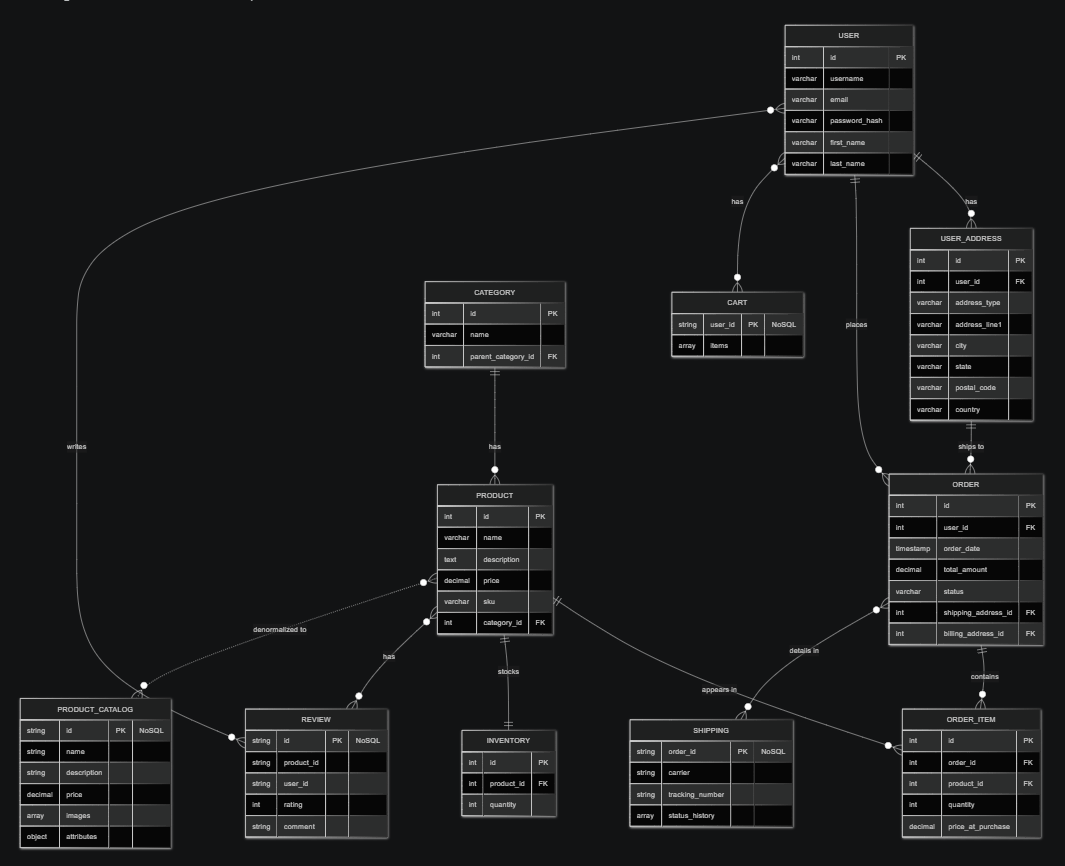 USER
int id PK
varchar username
varchar email
varchar password_hash
varchar first_name
varchar last_name
has
has
USER_ADDRESS
int id PK
int user_id FK
varchar address_type
varchar address_line1
varchar city
varchar state
varchar postal_code
varchar country
CATEGORY
int id PK
varchar name
int parent_category_id FK
CART
string user_id PK NoSQL
array items
places
writes
has
ships to
PRODUCT
int id PK
varchar name
text description
decimal price
varchar sku
int category_id FK
ORDER
int id PK
int user_id FK
timestamp order_date
decimal total_amount
varchar status
int shipping_address_id FK
int billing_address_id FK
denormalized to
has
stocks
details in
appears in
contains
PRODUCT_CATALOG
string id PK NoSQL
string name
string description
decimal price
array images
object attributes
REVIEW
string id PK NoSQL
string product_id
string user_id
int rating
string comment
INVENTORY
int id PK
int product_id FK
int quantity
SHIPPING
string order_id PK NoSQL
string carrier
string tracking_number
array status_history
ORDER_ITEM
int id PK
int order_id FK
int product_id FK
int quantity
decimal price_at_purchase